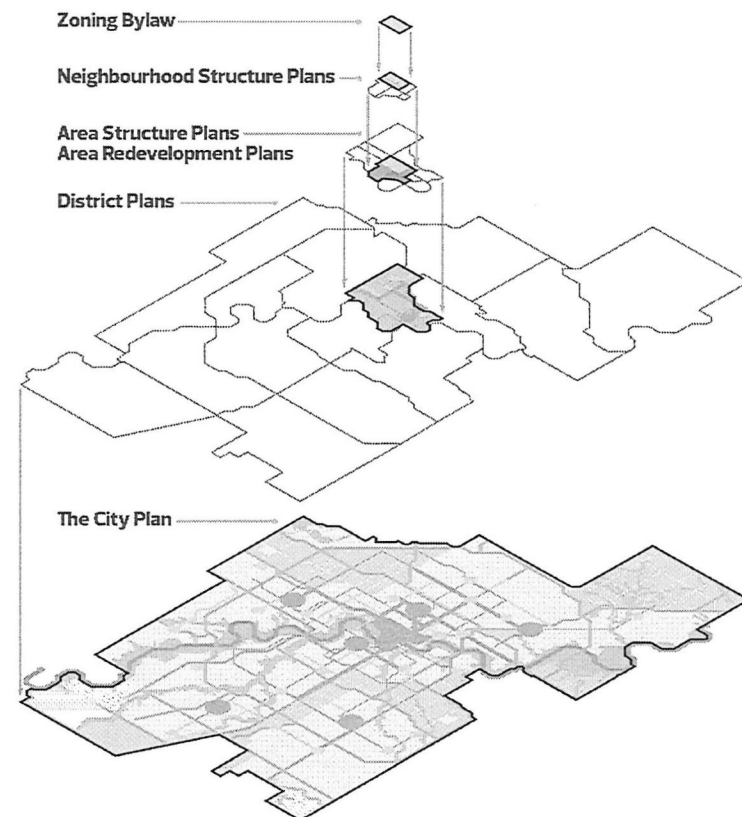 Zoning Bylaw
Neighbourhood Structure Plans
Area Structure Plans
Area Redevelopment Plans
District Plans
The City Plan